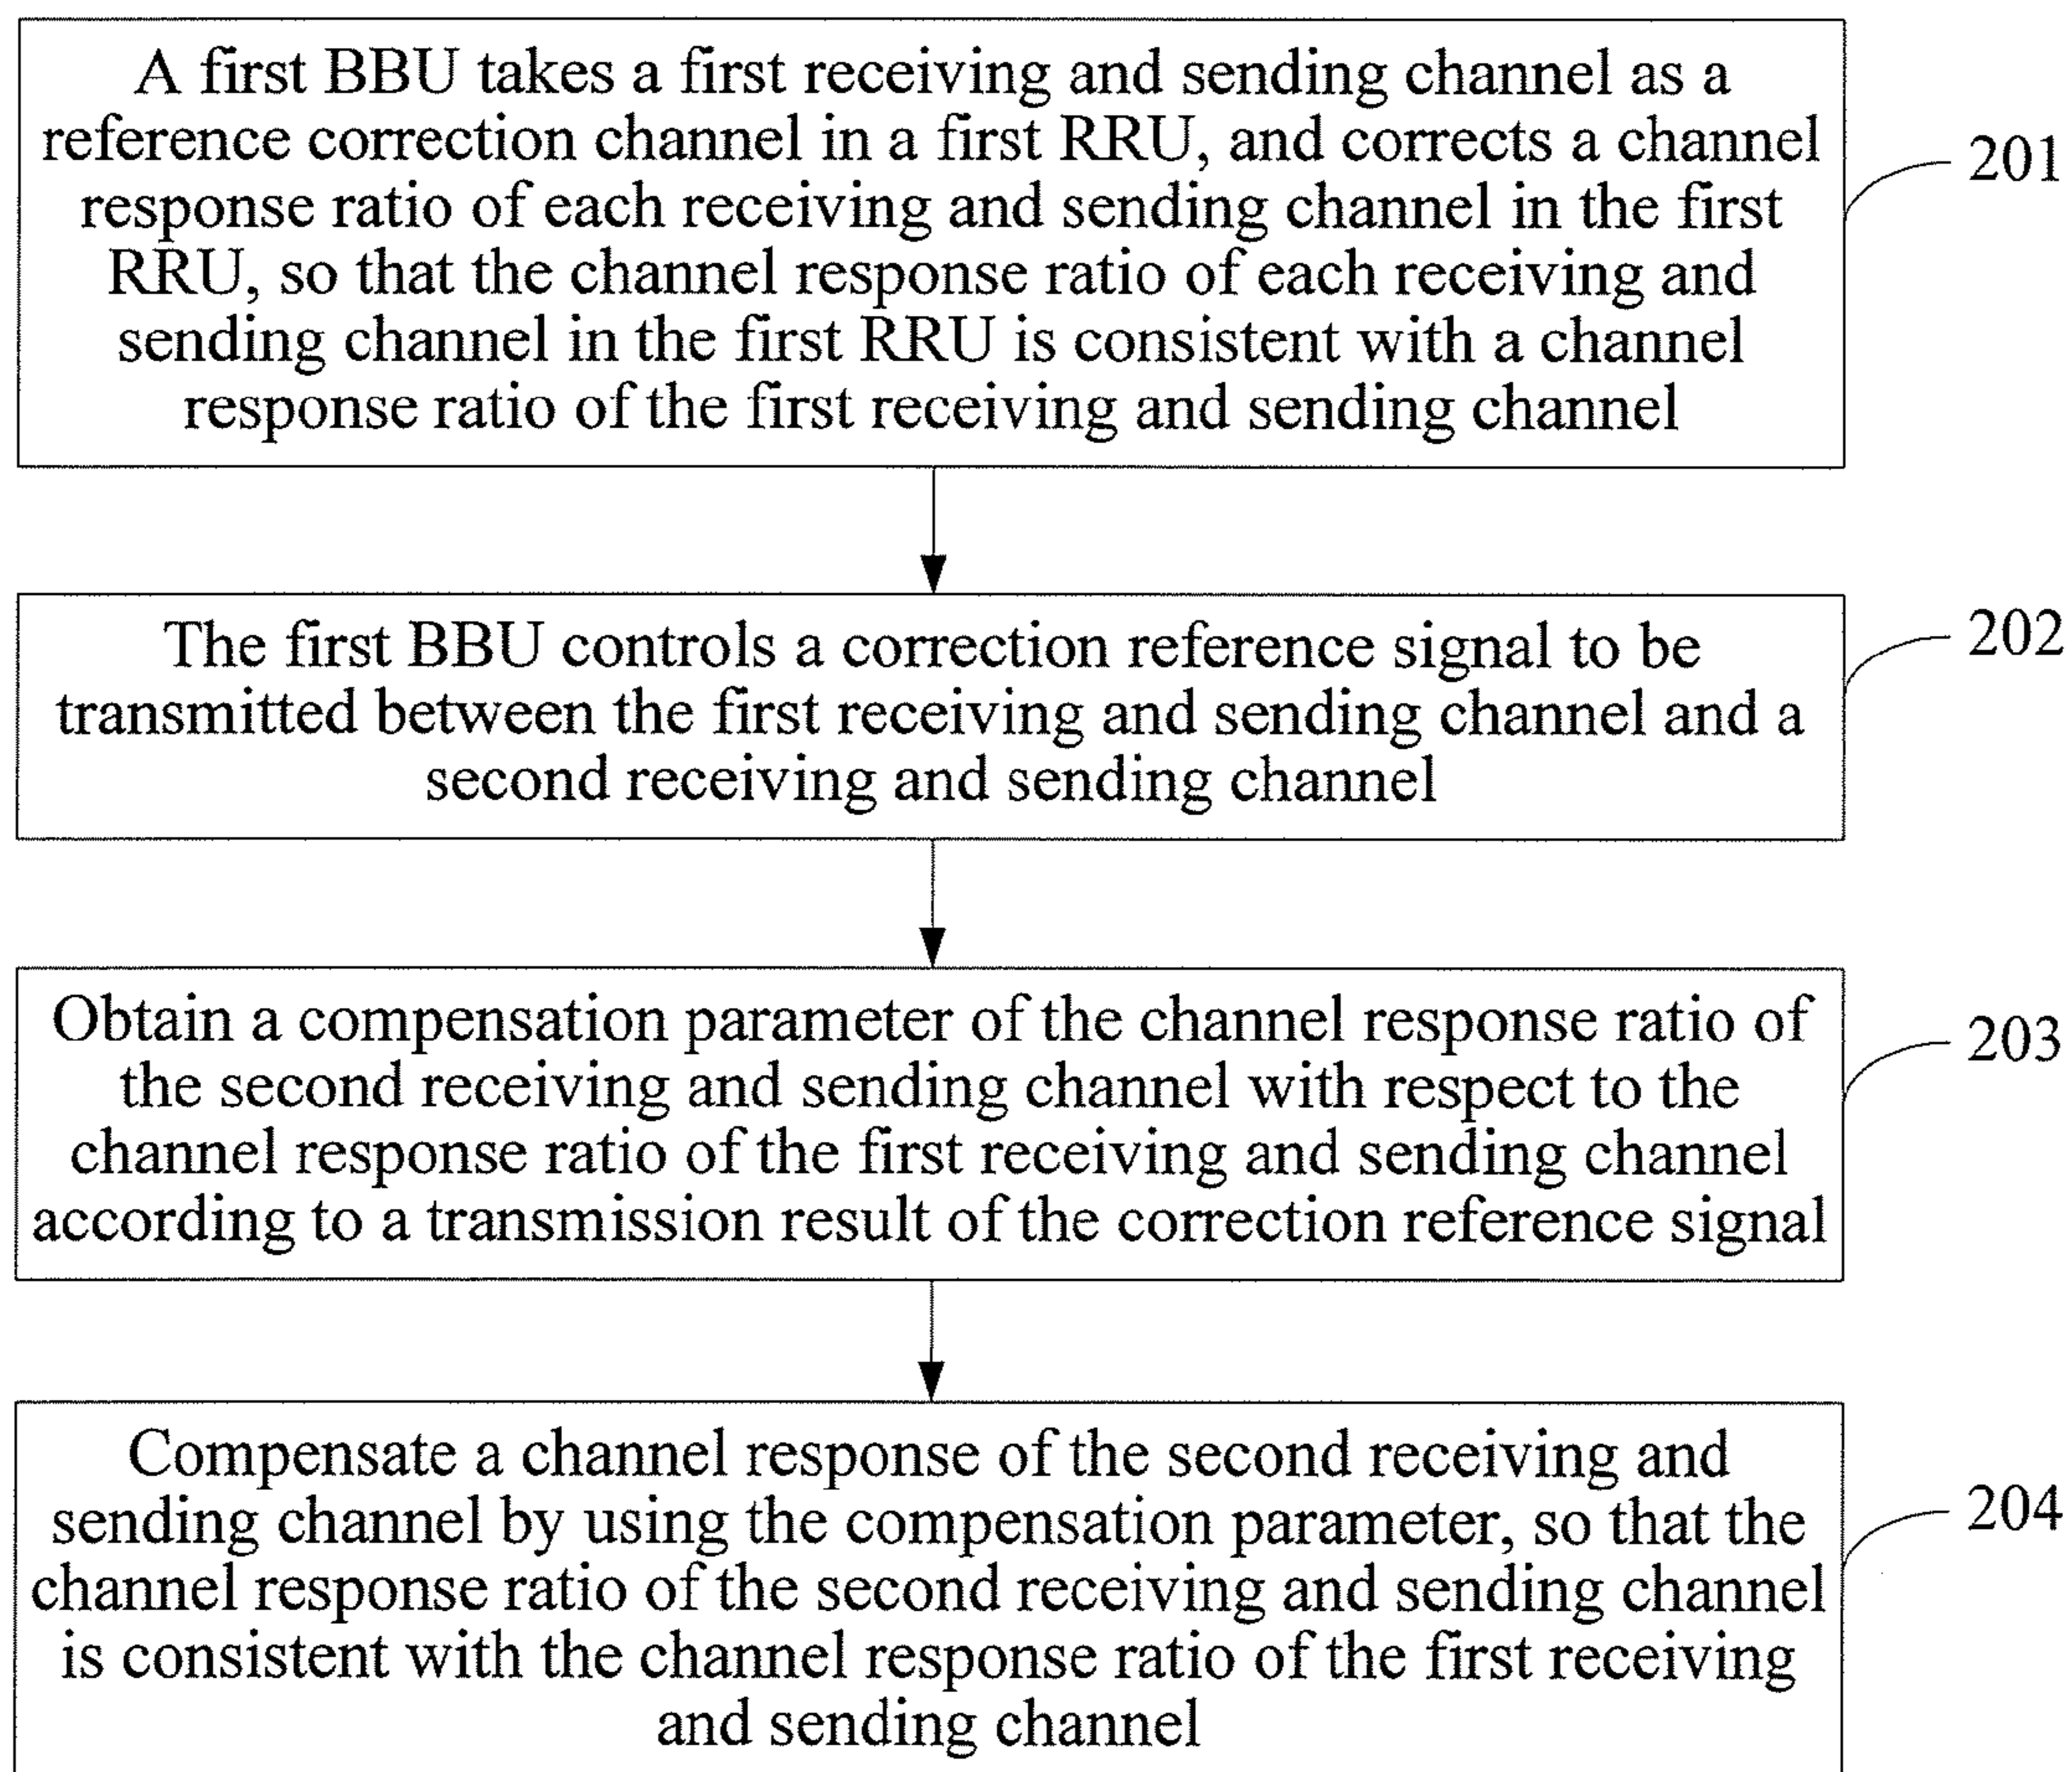 A first BBU takes a first receiving and sending channel as a
reference correction channel in a first RRU, and corrects a channel
response ratio of each receiving and sending channel in the first
RRU, so that the channel response ratio of each receiving and
sending channel in the first RRU is consistent with a channel
response ratio of the first receiving and sending channel
201
The first BBU controls a correction reference signal to be
transmitted between the first receiving and sending channel and a
second receiving and sending channel
202
Obtain a compensation parameter of the channel response ratio of
the second receiving and sending channel with respect to the
channel response ratio of the first receiving and sending channel
according to a transmission result of the correction reference signal
203
Compensate a channel response of the second receiving and
sending channel by using the compensation parameter, so that the
channel response ratio of the second receiving and sending channel
is consistent with the channel response ratio of the first receiving
and sending channel
204